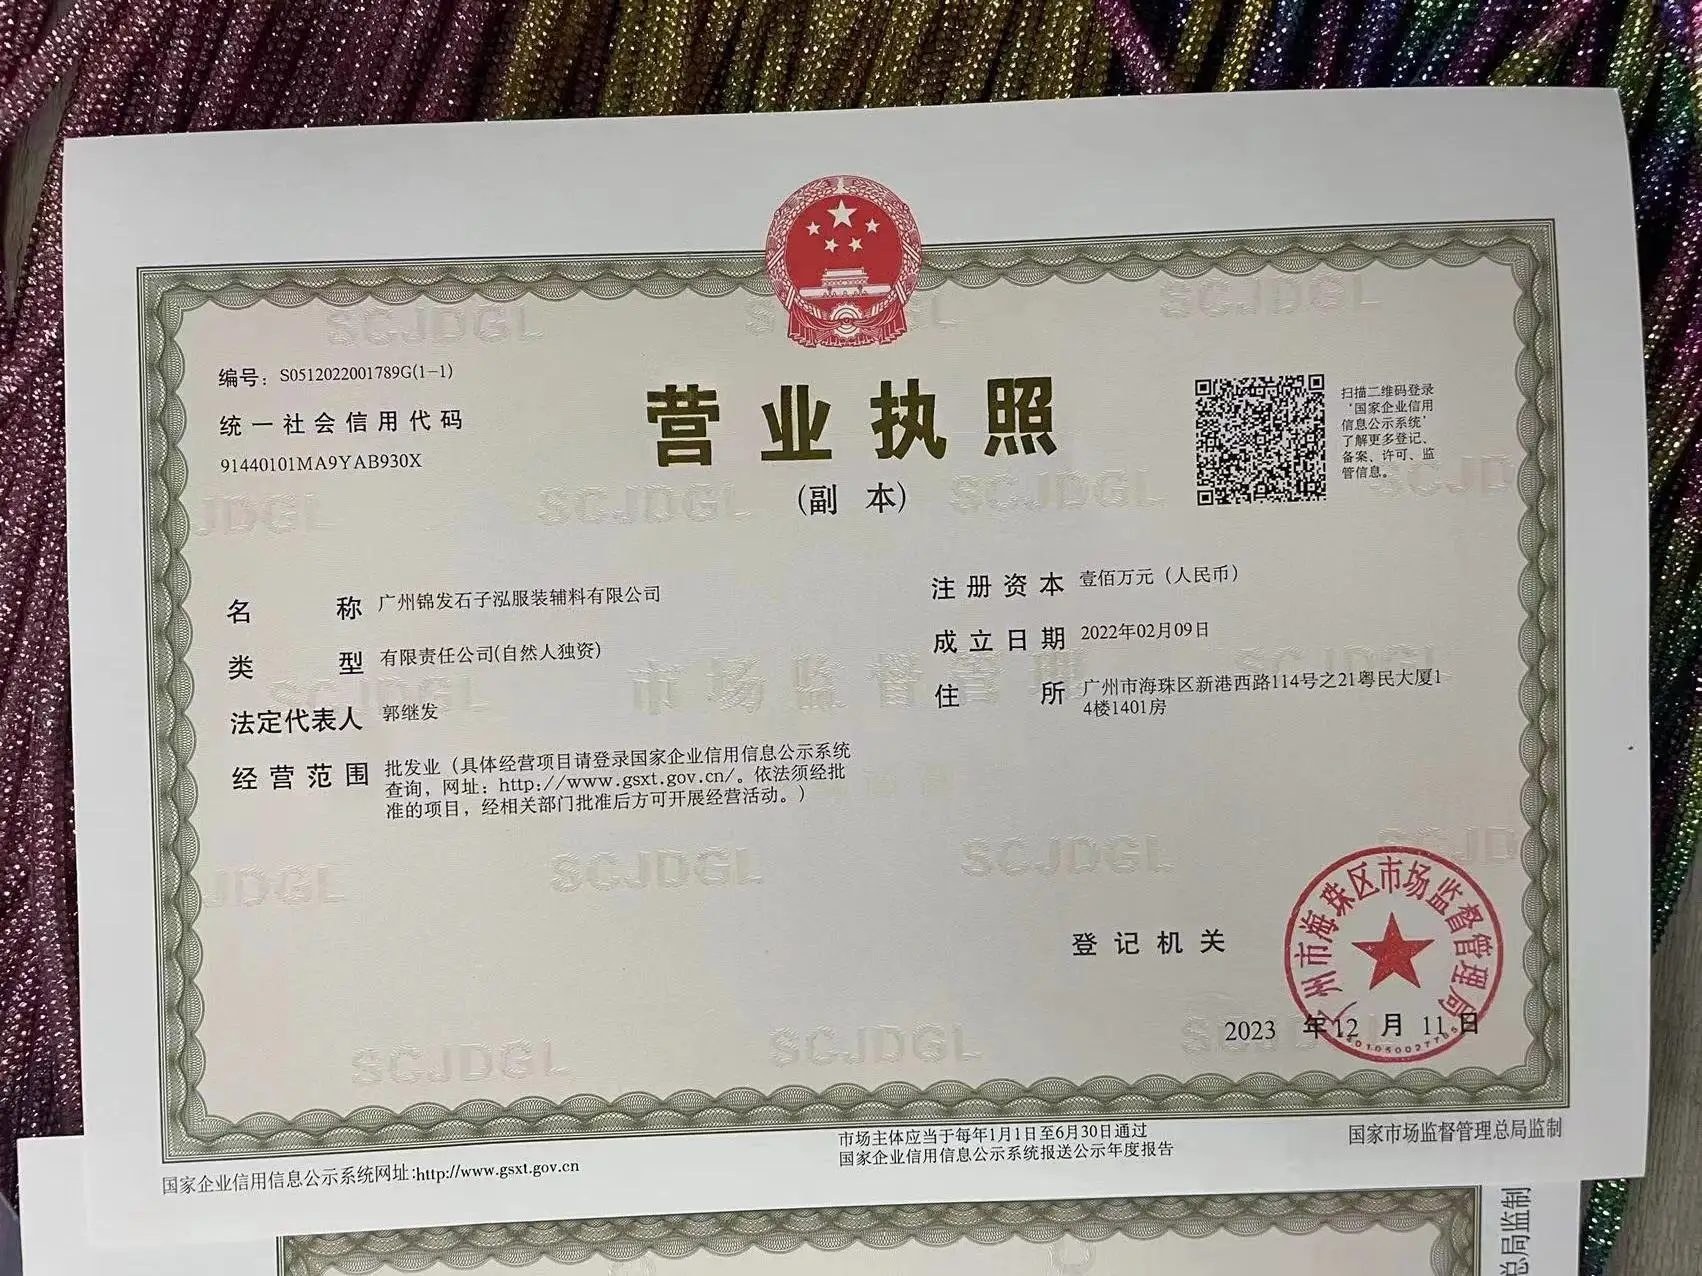 编号：S0512022001789G(1-1)
统一社会信用代码
91440101MA9YAB930X
营业执照
(副本)
扫描二维码登录
‘国家企业信用
信息公示系统’
了解更多登记、
备案、许可、监
管信息。
名称 广州锦发石子泓服装辅料有限公司
类型 有限责任公司(自然人独资)
法定代表人 郭继发
经营范围 批发业（具体经营项目请登录国家企业信用信息公示系统
查询，网址：http://www.gsxt.gov.cn/。依法须经批
准的项目，经相关部门批准后方可开展经营活动。）
注册资本 壹佰万元（人民币）
成立日期 2022年02月09日
住所 广州市海珠区新港西路114号之21粤民大厦1
4楼1401房
登记机关
广州市海珠区市场监督管理局
2023 年12 月 11 日
国家企业信用信息公示系统网址:http://www.gsxt.gov.cn
市场主体应当于每年1月1日至6月30日通过
国家企业信用信息公示系统报送公示年度报告
国家市场监督管理总局监制
SCJDGL
市场监督管理
总局监制